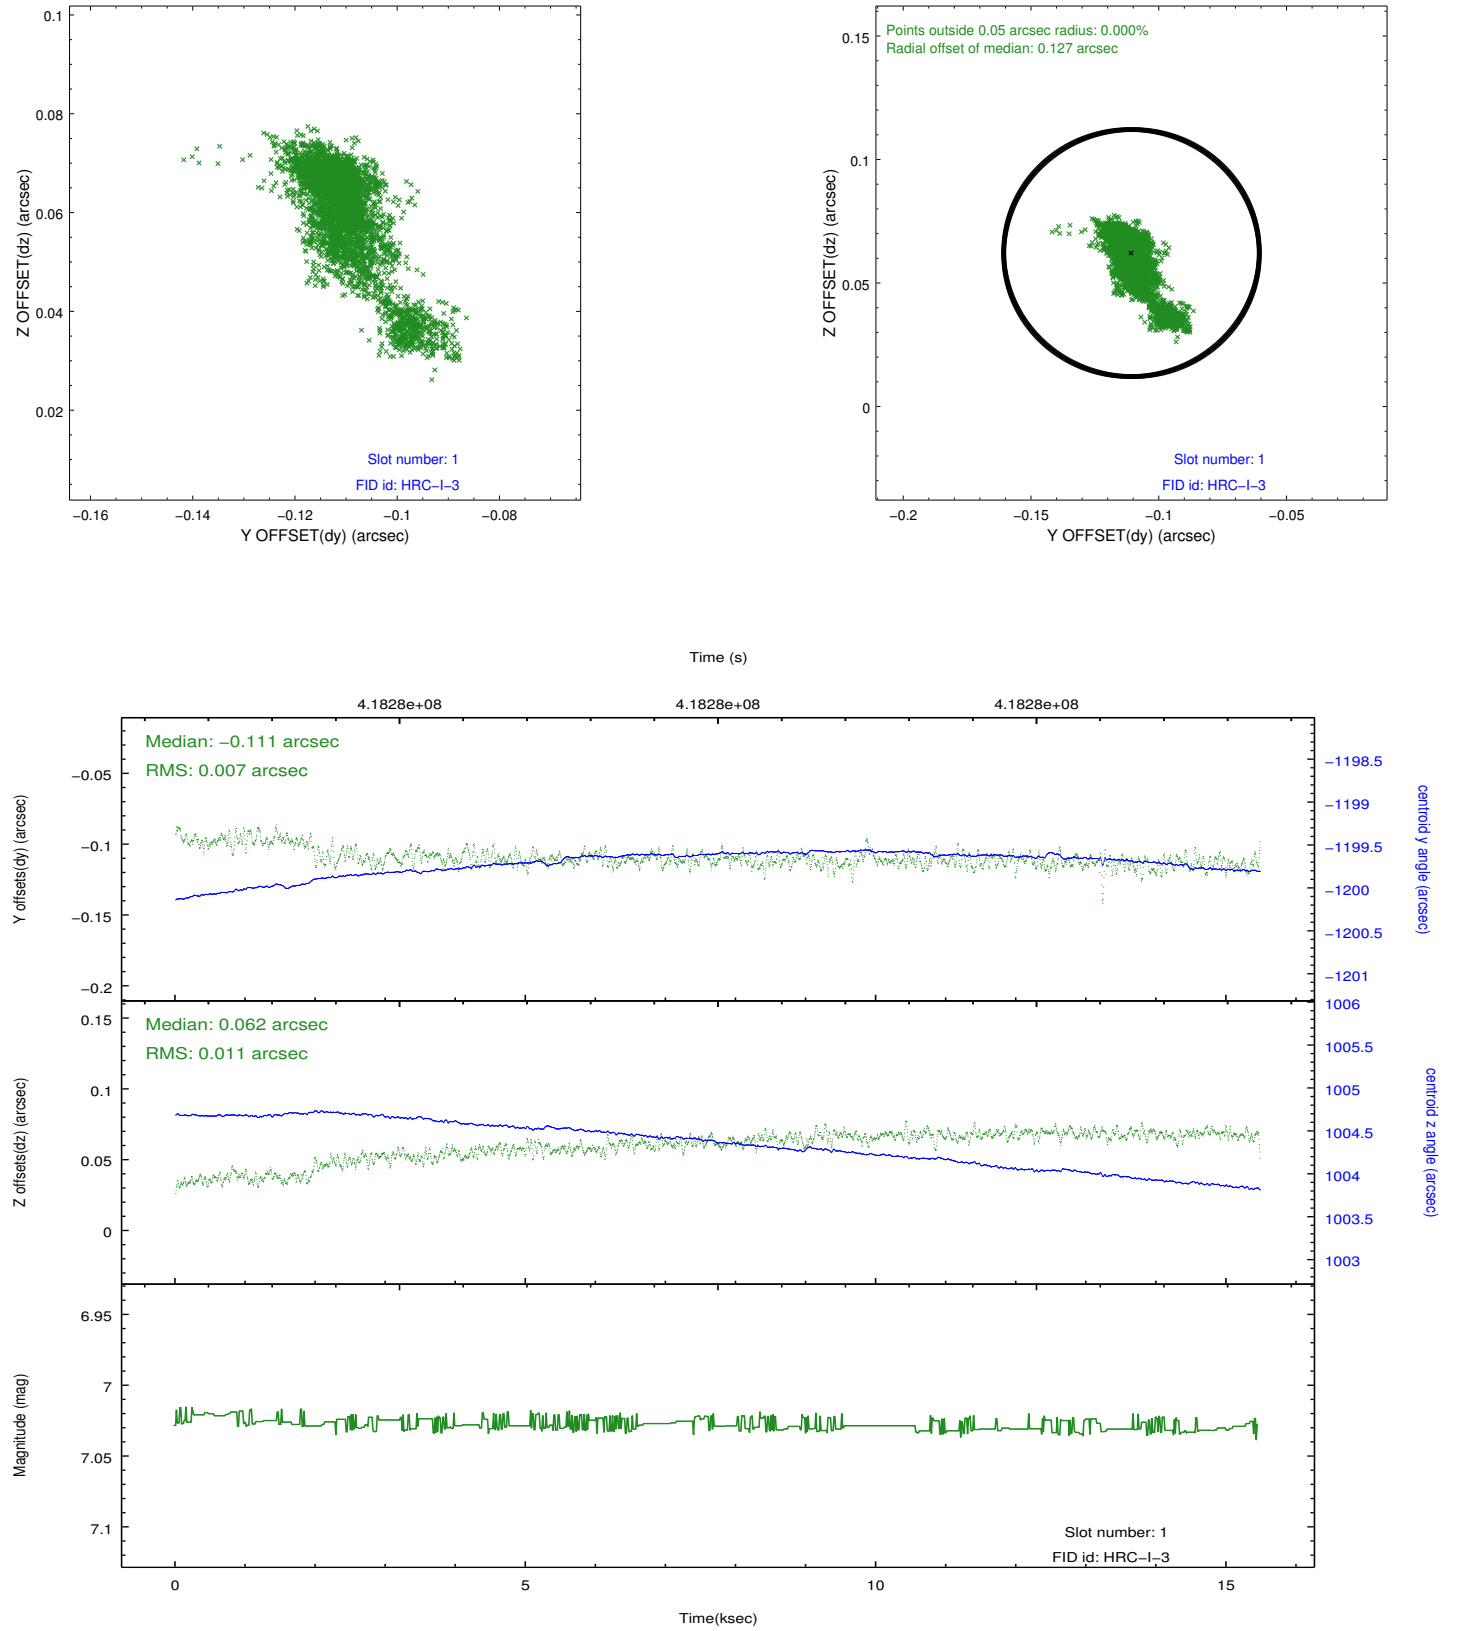 0.1
0.08
0.06
0.04
0.02
Z OFFSET(dz) (arcsec)
−0.16
−0.14
−0.12
−0.1
−0.08
Y OFFSET(dy) (arcsec)
Slot number: 1
FID id: HRC−I−3
Points outside 0.05 arcsec radius: 0.000%
Radial offset of median: 0.127 arcsec
0.15
0.1
0.05
0
Z OFFSET(dz) (arcsec)
−0.2
−0.15
−0.1
−0.05
Y OFFSET(dy) (arcsec)
Slot number: 1
FID id: HRC−I−3
Time (s)
4.1828e+08
4.1828e+08
4.1828e+08
Median: −0.111 arcsec
RMS: 0.007 arcsec
−0.05
−0.1
−0.15
−0.2
Y offsets(dy) (arcsec)
−1198.5
−1199
−1199.5
−1200
−1200.5
−1201
centroid y angle (arcsec)
Median: 0.062 arcsec
RMS: 0.011 arcsec
0.15
0.1
0.05
0
Z offsets(dz) (arcsec)
1006
1005.5
1005
1004.5
1004
1003.5
1003
centroid z angle (arcsec)
6.95
7
7.05
7.1
Magnitude (mag)
Slot number: 1
FID id: HRC−I−3
0
5
10
15
Time(ksec)